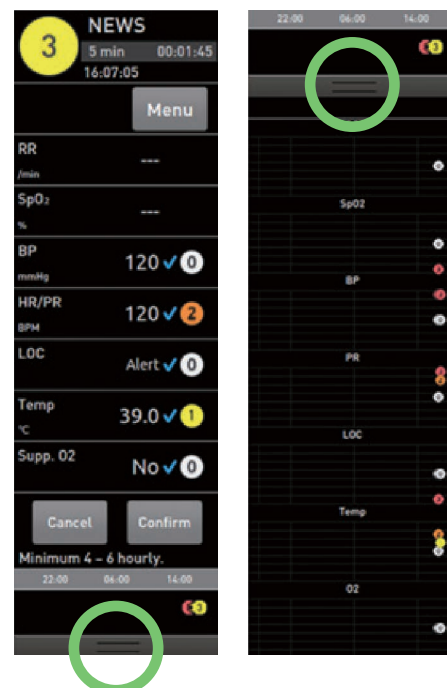 3
NEWS
5 min 00:01:45
16:07:05
Menu
RR
/min
---
SpO₂
%
---
BP
mmHg
120 ✓ 0
HR/PR
BPM
120 ✓ 2
LOC
Alert ✓ 0
Temp
°C
39.0 ✓ 1
Supp. O2
No ✓ 0
Cancel Confirm
Minimum 4 – 6 hourly.
22:00 06:00 14:00
3
22:00 06:00 14:00
3
SpO2
BP
PR
LOC
Temp
O2